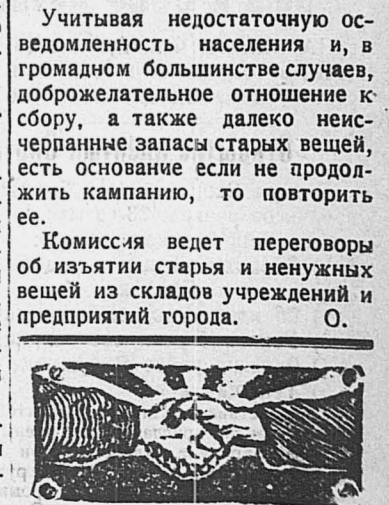 Учитывая недостаточную ос-
ведомленность населения и, в
громадном большинстве случаев,
доброжелательное отношение к
сбору, а также далеко неис-
черпанные запасы старых вещей,
есть основание если не продол-
жить кампанию, то повторить
ее.
Комиссия ведет переговоры
об изъятии старья и ненужных
вещей из складов учреждений и
предприятий города. О.